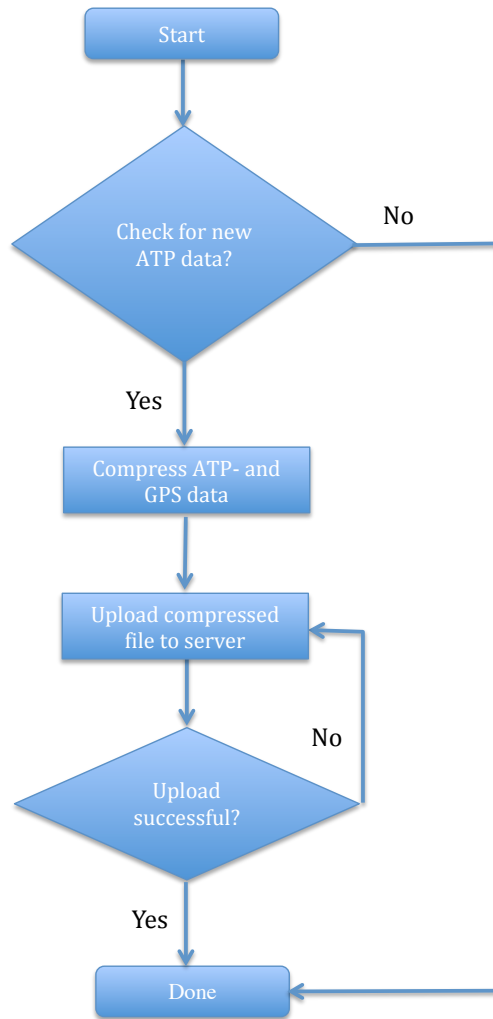 Start
Check for new
ATP data?
No
Yes
Compress ATP- and
GPS data
Upload compressed
file to server
No
Upload
successful?
Yes
Done